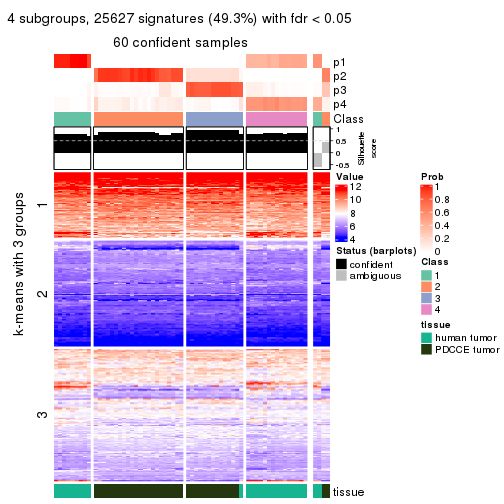 4 subgroups, 25627 signatures (49.3%) with fdr < 0.05
60 confident samples
p1
p2
p3
p4
Class
1
0.5
0
-0.5
Silhouette
score
k-means with 3 groups
1
2
3
tissue
Value
12
10
8
6
4
Status (barplots)
confident
ambiguous
Prob
1
0.8
0.6
0.4
0.2
0
Class
1
2
3
4
tissue
human tumor
PDCCE tumor